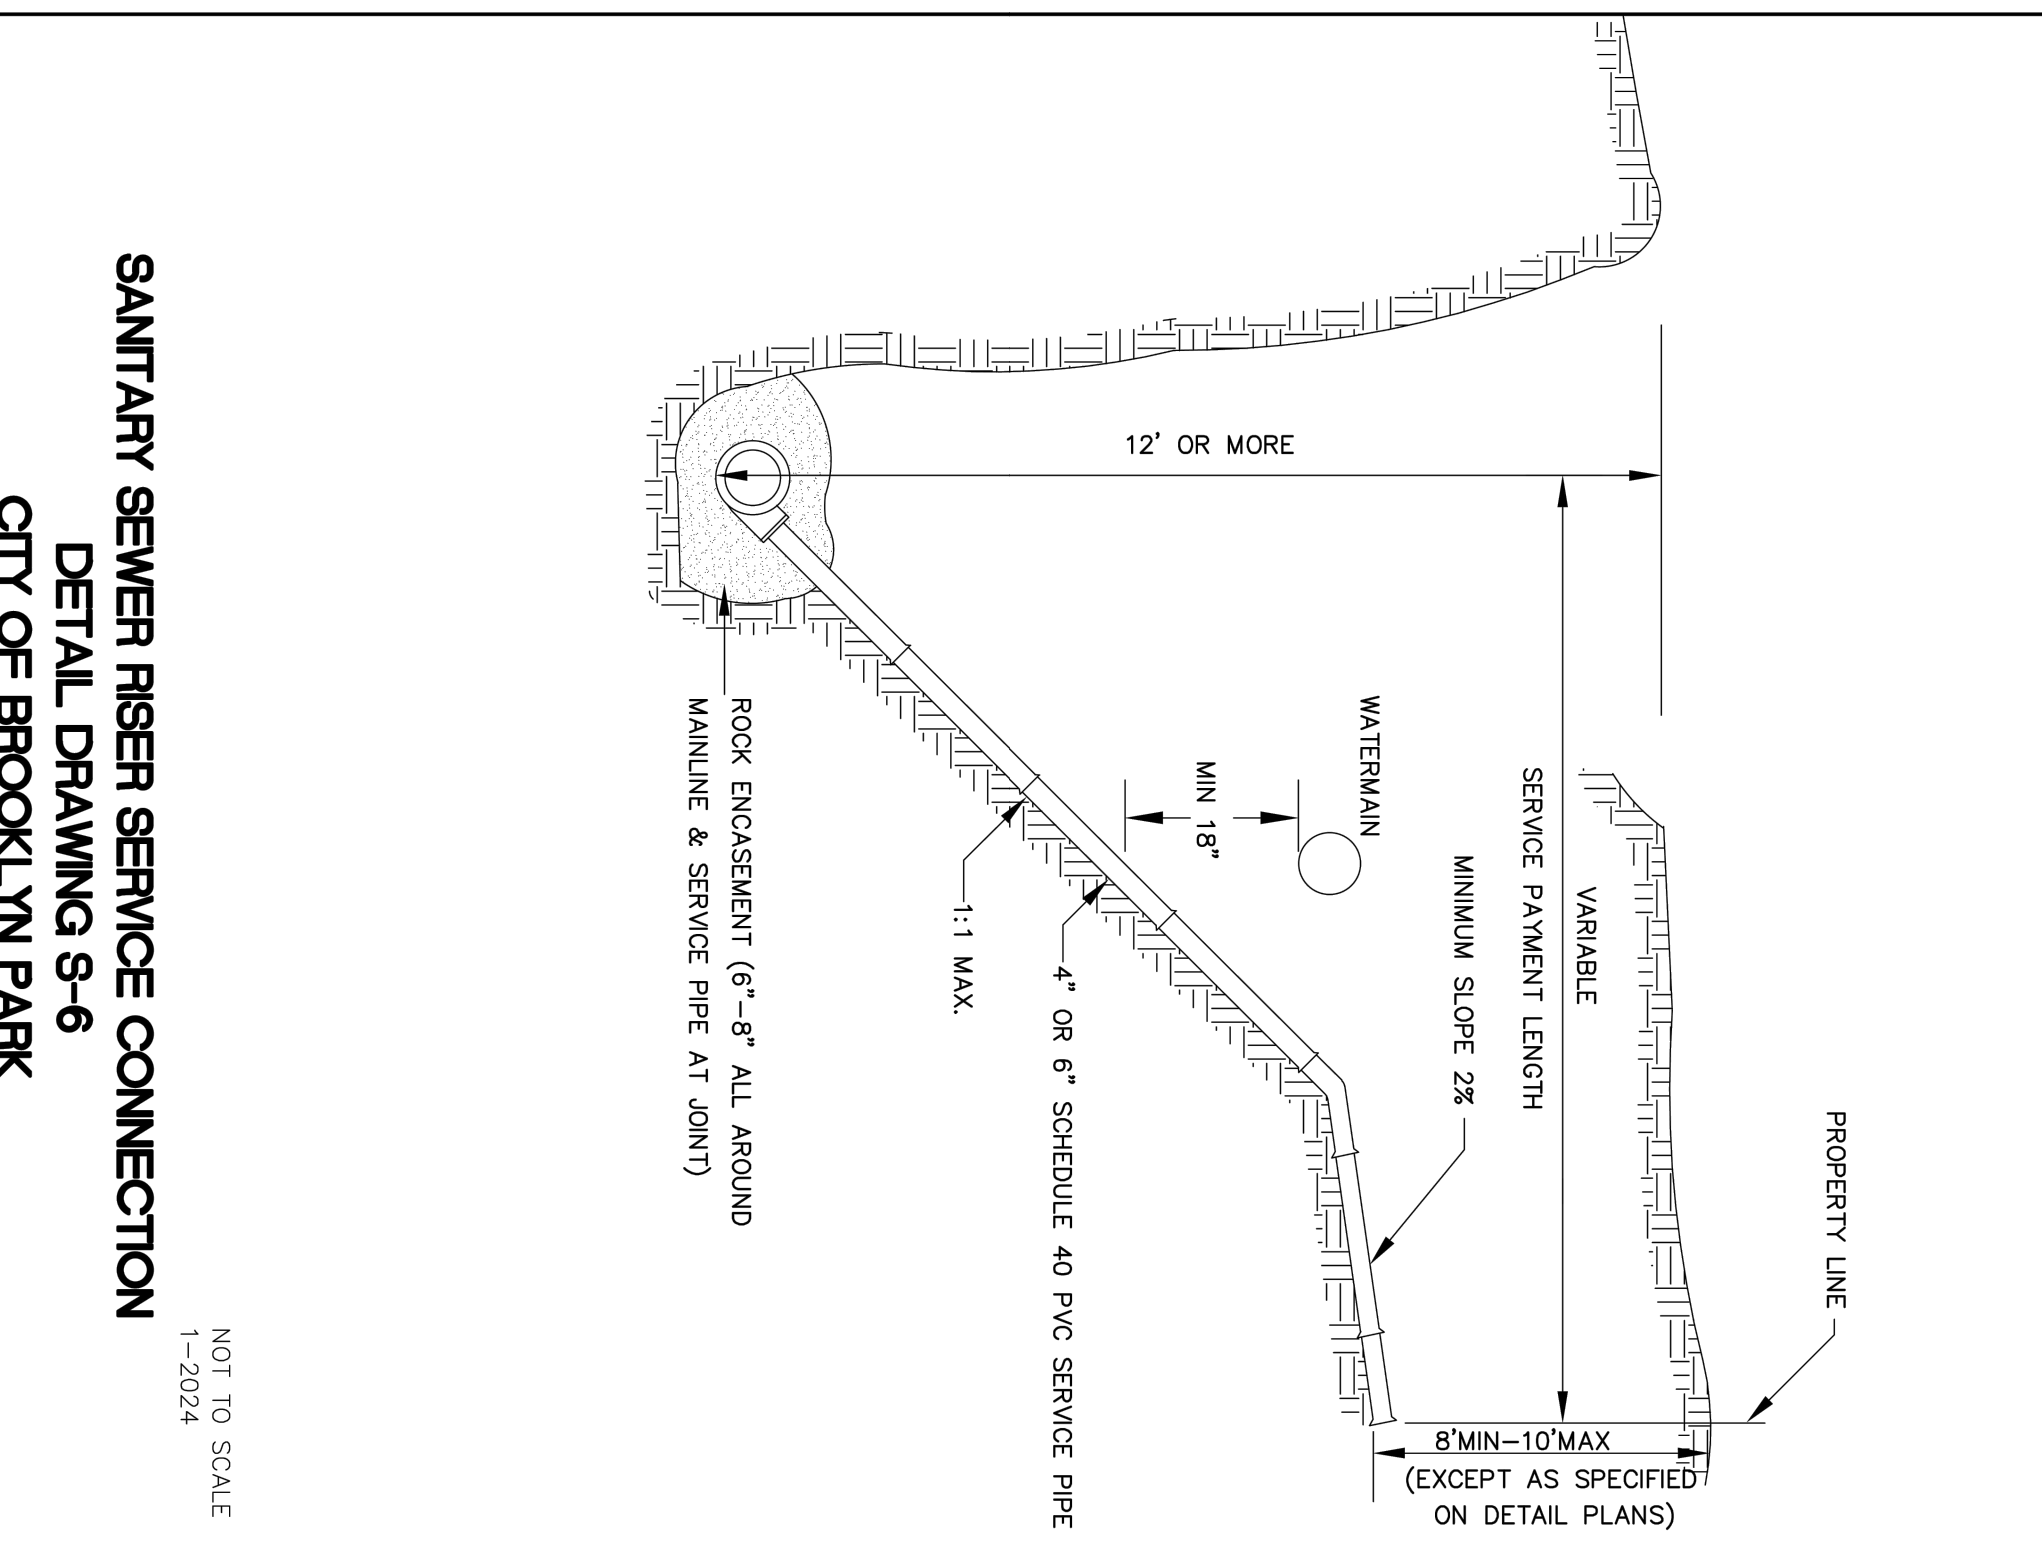 PROPERTY LINE
8'MIN-10'MAX
(EXCEPT AS SPECIFIED
ON DETAIL PLANS)
VARIABLE
SERVICE PAYMENT LENGTH
MINIMUM SLOPE 2%
WATERMAIN
MIN 18"
12' OR MORE
4" OR 6" SCHEDULE 40 PVC SERVICE PIPE
1:1 MAX.
ROCK ENCASEMENT (6"-8" ALL AROUND
MAINLINE & SERVICE PIPE AT JOINT)
NOT TO SCALE
1-2024
SANITARY SEWER RISER SERVICE CONNECTION
DETAIL DRAWING S-6
CITY OF BROOKLYN PARK